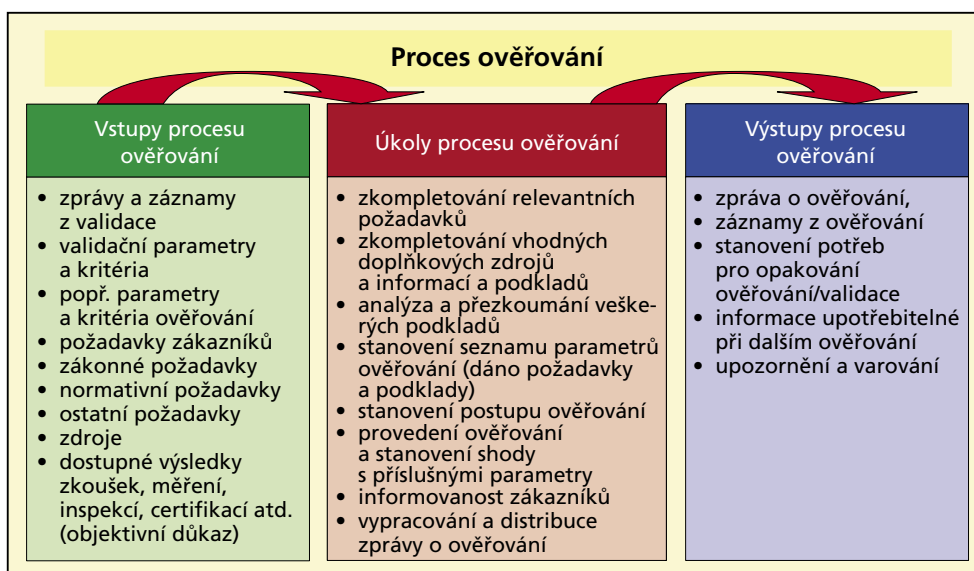 Proces ověřování
Vstupy procesu
ověřování
• zprávy a záznamy
z validace
• validační parametry
a kritéria
• popř. parametry
a kritéria ověřování
• požadavky zákazníků
• zákonné požadavky
• normativní požadavky
• ostatní požadavky
• zdroje
• dostupné výsledky
zkoušek, měření,
inspekcí, certifikací atd.
(objektivní důkaz)
Úkoly procesu ověřování
• zkompletování relevantních
požadavků
• zkompletování vhodných
doplňkových zdrojů
a informací a podkladů
• analýza a přezkoumání veške-
rých podkladů
• stanovení seznamu parametrů
ověřování (dáno požadavky
a podklady)
• stanovení postupu ověřování
• provedení ověřování
a stanovení shody
s příslušnými parametry
• informovanost zákazníků
• vypracování a distribuce
zprávy o ověřování
Výstupy procesu
ověřování
• zpráva o ověřování,
• záznamy z ověřování
• stanovení potřeb
pro opakování
ověřování/validace
• informace upotřebitelné
při dalším ověřování
• upozornění a varování